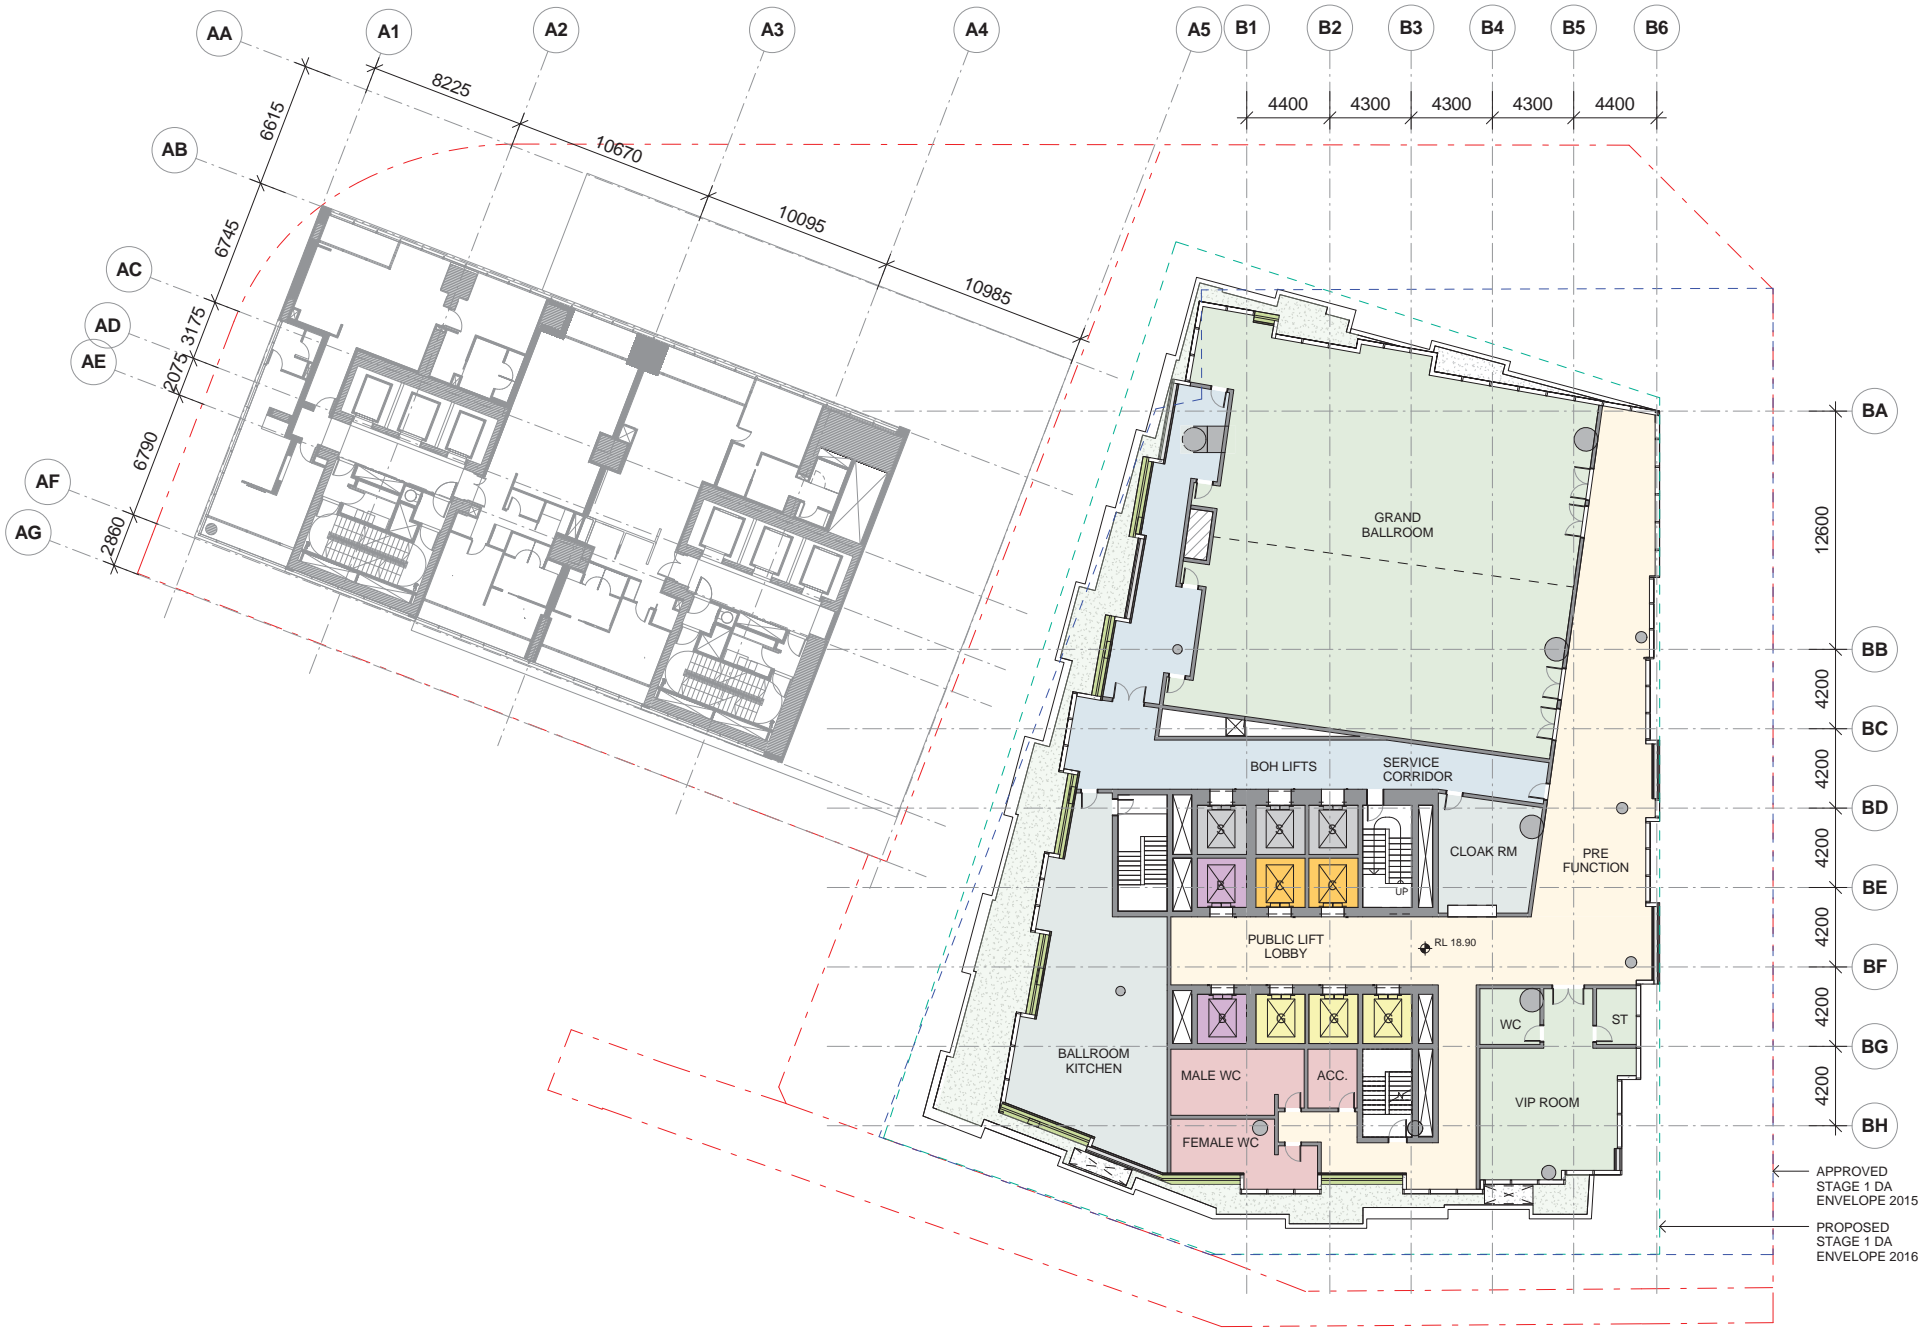 AA
A1
A2
A3
A4
A5
B1
B2
B3
B4
B5
B6
8225
10670
10095
10985
4400
4300
4300
4300
4400
6615
6745
3175
2075
6790
2860
AB
AC
AD
AE
AF
AG
BA
BB
BC
BD
BE
BF
BG
BH
12600
4200
4200
4200
4200
4200
4200
GRAND
BALLROOM
BOH LIFTS
SERVICE
CORRIDOR
S
S
S
CLOAK RM
PRE
FUNCTION
B
C
C
UP
PUBLIC LIFT
LOBBY
RL 18.90
B
G
G
G
WC
ST
BALLROOM
KITCHEN
MALE WC
ACC.
VIP ROOM
FEMALE WC
APPROVED
STAGE 1 DA
ENVELOPE 2015
PROPOSED
STAGE 1 DA
ENVELOPE 2016